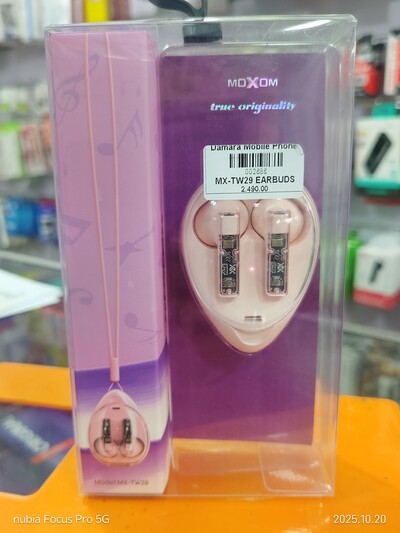 MOXOM
true originality
Damara Mobile Phone
002686
MX-TW29 EARBUDS
2,490.00
MOXOM MX-TW29
nubia Focus Pro 5G
2025.10.20